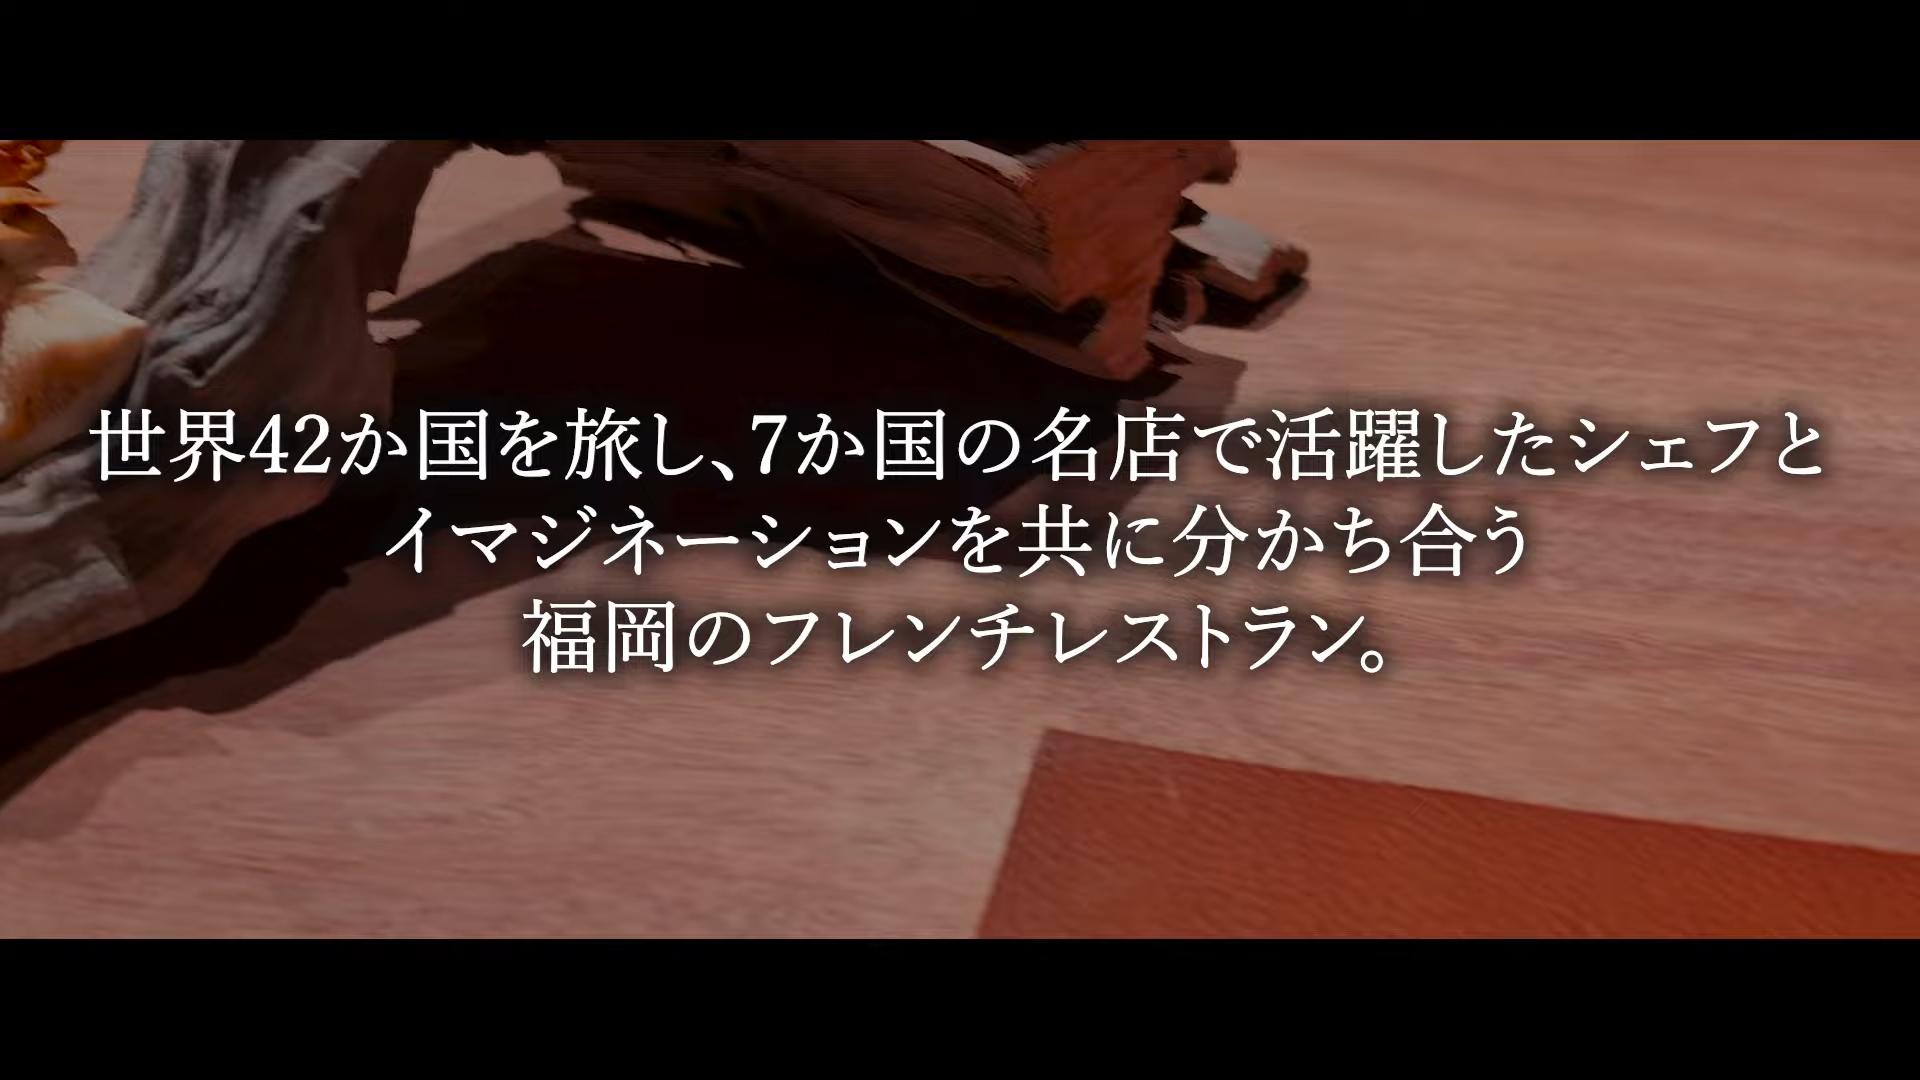 世界42か国を旅し、7か国の名店で活躍したシェフと
イマジネーションを共に分かち合う
福岡のフレンチレストラン。